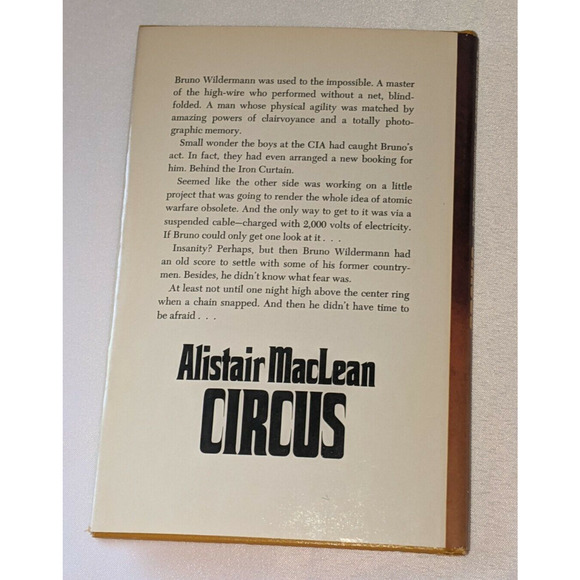 Bruno Wildermann was used to the impossible. A master
of the high-wire who performed without a net, blind-
folded. A man whose physical agility was matched by
amazing powers of clairvoyance and a totally photo-
graphic memory.
Small wonder the boys at the CIA had caught Bruno's
act. In fact, they had even arranged a new booking for
him. Behind the Iron Curtain.
Seemed like the other side was working on a little
project that was going to render the whole idea of atomic
warfare obsolete. And the only way to get to it was via a
suspended cable—charged with 2,000 volts of electricity.
If Bruno could only get one look at it . . .
Insanity? Perhaps, but then Bruno Wildermann had
an old score to settle with some of his former country-
men. Besides, he didn't know what fear was.
At least not until one night high above the center ring
when a chain snapped. And then he didn't have time to
be afraid . . .
Alistair MacLean
CIRCUS